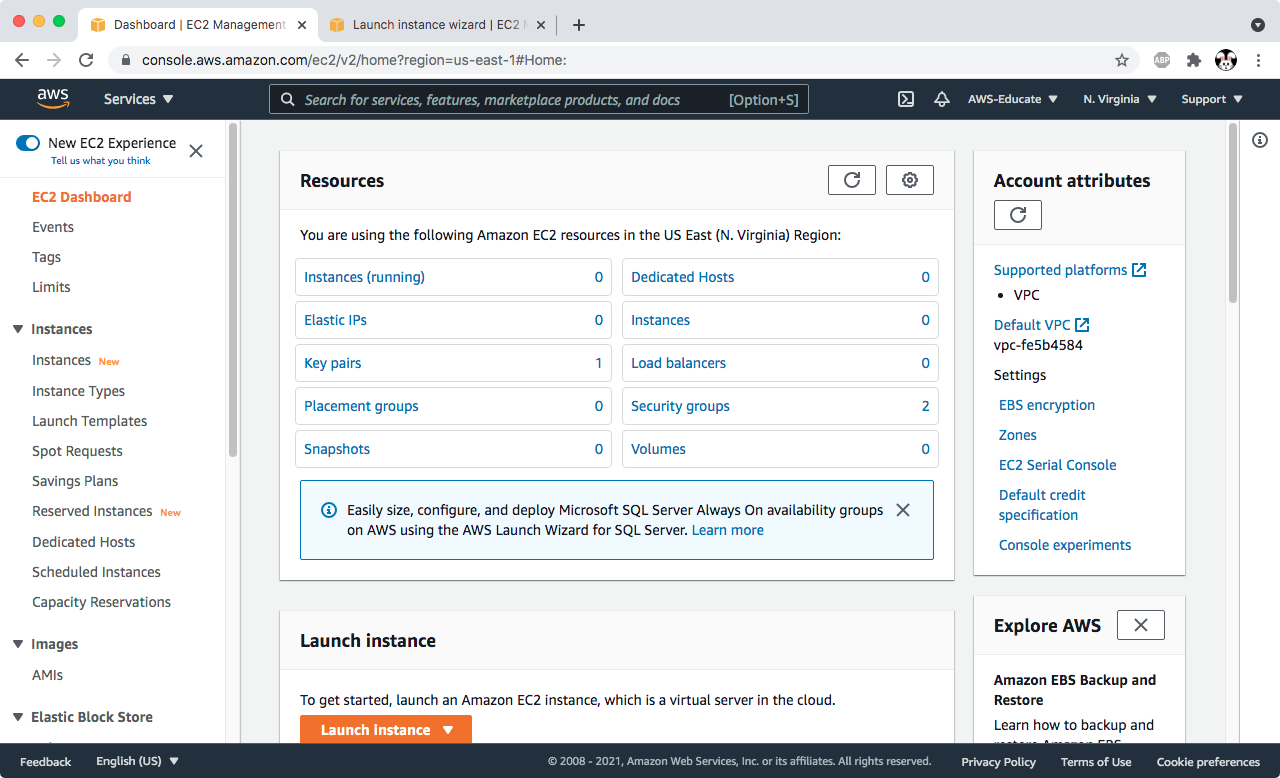 Dashboard | EC2 Management
Launch instance wizard | EC2 M
console.aws.amazon.com/ec2/v2/home?region=us-east-1#Home:
ABP
aws
Services
Search for services, features, marketplace products, and docs
[Option+S]
AWS-Educate
N. Virginia
Support
New EC2 Experience
Tell us what you think
EC2 Dashboard
Events
Tags
Limits
Instances
Instances New
Instance Types
Launch Templates
Spot Requests
Savings Plans
Reserved Instances New
Dedicated Hosts
Scheduled Instances
Capacity Reservations
Images
AMIs
Elastic Block Store
Resources
You are using the following Amazon EC2 resources in the US East (N. Virginia) Region:
Instances (running) 0
Dedicated Hosts 0
Elastic IPs 0
Instances 0
Key pairs 1
Load balancers 0
Placement groups 0
Security groups 2
Snapshots 0
Volumes 0
Easily size, configure, and deploy Microsoft SQL Server Always On availability groups
on AWS using the AWS Launch Wizard for SQL Server. Learn more
Launch instance
To get started, launch an Amazon EC2 instance, which is a virtual server in the cloud.
Launch instance
Account attributes
Supported platforms
• VPC
Default VPC
vpc-fe5b4584
Settings
EBS encryption
Zones
EC2 Serial Console
Default credit
specification
Console experiments
Explore AWS
Amazon EBS Backup and
Restore
Learn how to backup and
restore Amazon EBS
Feedback
English (US)
© 2008 - 2021, Amazon Web Services, Inc. or its affiliates. All rights reserved.
Privacy Policy
Terms of Use
Cookie preferences